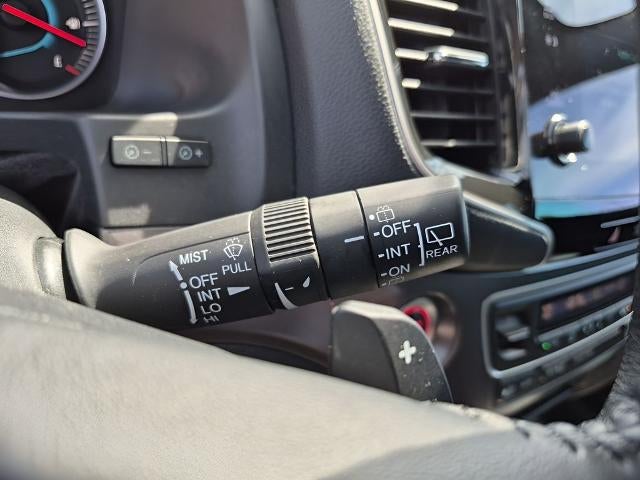 - +
MIST
PULL
OFF
INT
LO
HI
OFF
INT
ON
REAR
+